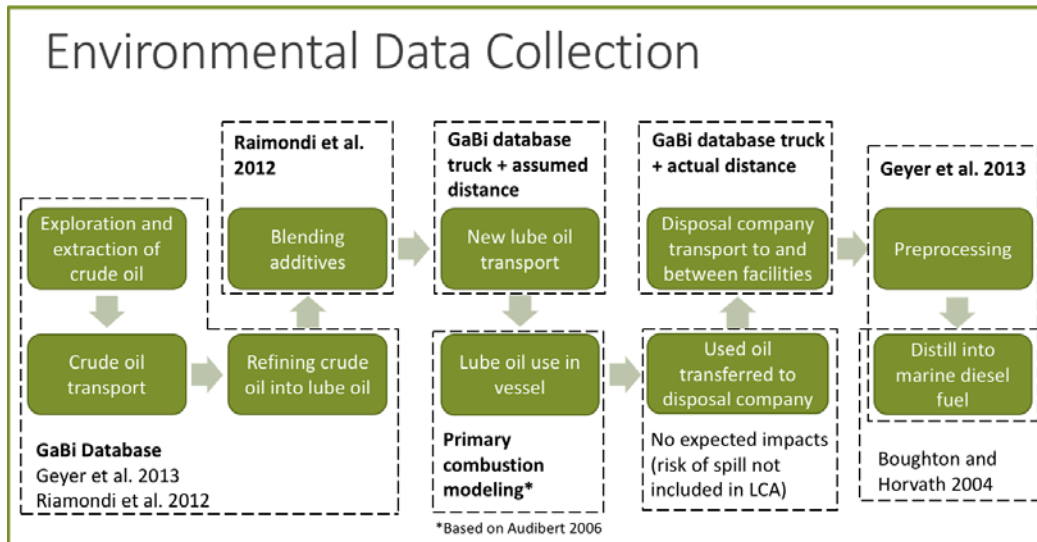 Environmental Data Collection
Raimondi et al.
2012
GaBi database
truck + assumed
distance
GaBi database truck
+ actual distance
Geyer et al. 2013
Exploration and
extraction of
crude oil
Blending
additives
New lube oil
transport
Disposal company
transport to and
between facilities
Preprocessing
Crude oil
transport
Refining crude
oil into lube oil
Lube oil use in
vessel
Used oil
transferred to
disposal company
Distill into
marine diesel
fuel
GaBi Database
Geyer et al. 2013
Riamondi et al. 2012
Primary
combustion
modeling*
No expected impacts
(risk of spill not
included in LCA)
Boughton and
Horvath 2004
*Based on Audibert 2006